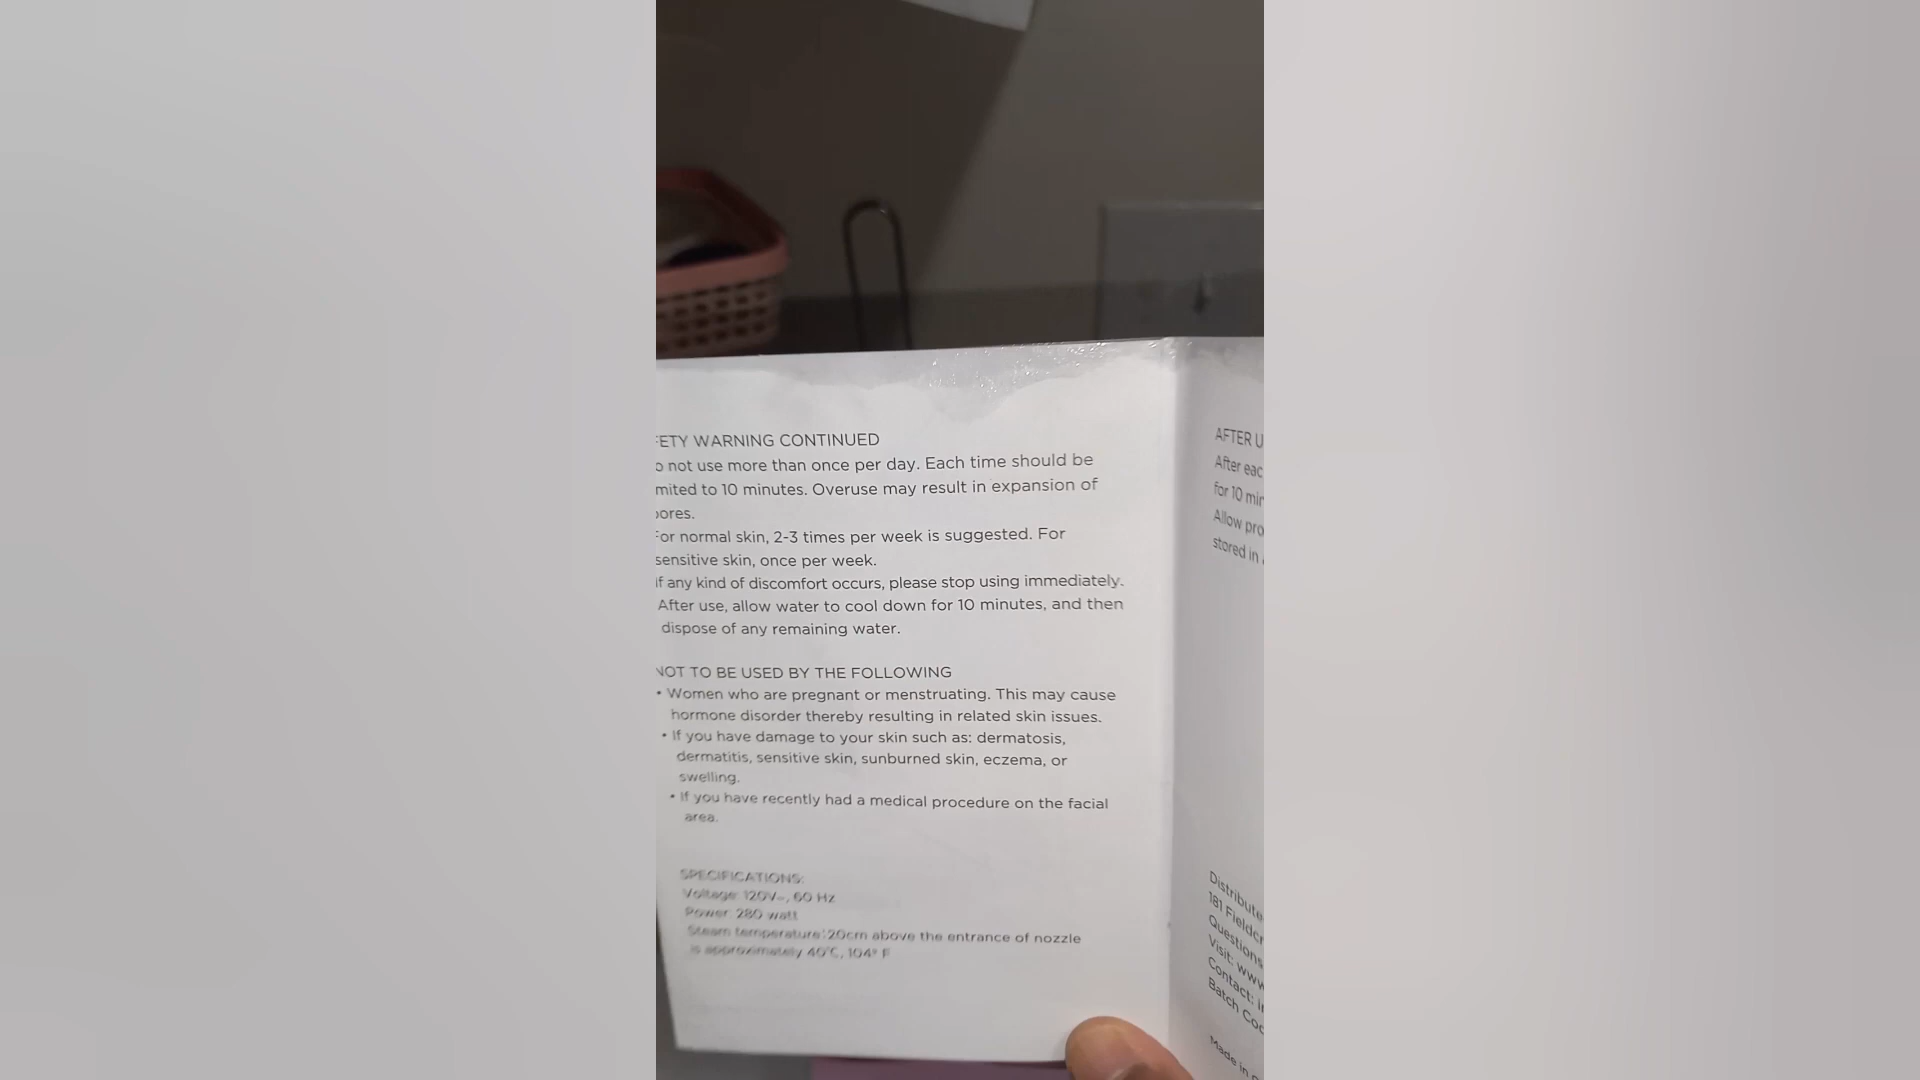 FETY WARNING CONTINUED
o not use more than once per day. Each time should be
mited to 10 minutes. Overuse may result in expansion of
pores.
For normal skin, 2-3 times per week is suggested. For
sensitive skin, once per week.
If any kind of discomfort occurs, please stop using immediately.
After use, allow water to cool down for 10 minutes, and then
dispose of any remaining water.
NOT TO BE USED BY THE FOLLOWING
• Women who are pregnant or menstruating. This may cause
hormone disorder thereby resulting in related skin issues.
• If you have damage to your skin such as: dermatosis,
dermatitis, sensitive skin, sunburned skin, eczema, or
swelling.
• If you have recently had a medical procedure on the facial
area.
SPECIFICATIONS:
Voltage: 120V~, 60 Hz
Power: 280 watt
Steam temperature: 20cm above the entrance of nozzle
is approximately 40°C, 104° F
AFTER U
After eac
for 10 min
Allow pro
stored in
Distribute
181 Fieldcr
Questions
Visit: www
Contact: i
Batch Cod
Made in